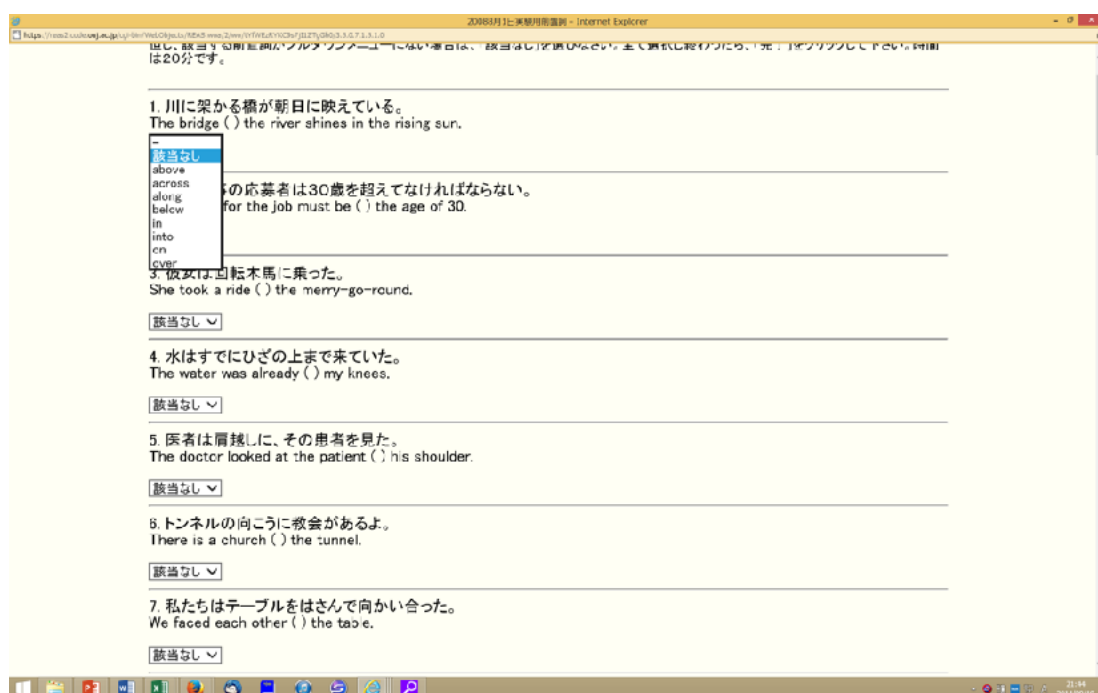 実験用前置詞 - Internet Explorer
は20分です。
1. 川に架かる橋が朝日に映えている。
The bridge ( ) the river shines in the rising sun.
-
該当なし
above
across
along
below
in
into
on
over
の応募者は30歳を超えてなければならない。
for the job must be ( ) the age of 30.
3. 彼女は回転木馬に乗った。
She took a ride ( ) the merry-go-round.
該当なし
4. 水はすでにひざの上まで来ていた。
The water was already ( ) my knees.
該当なし
5. 医者は肩越しに、その患者を見た。
The doctor looked at the patient ( ) his shoulder.
該当なし
6. トンネルの向こうに教会があるよ。
There is a church ( ) the tunnel.
該当なし
7. 私たちはテーブルをはさんで向かい合った。
We faced each other ( ) the table.
該当なし
21:44